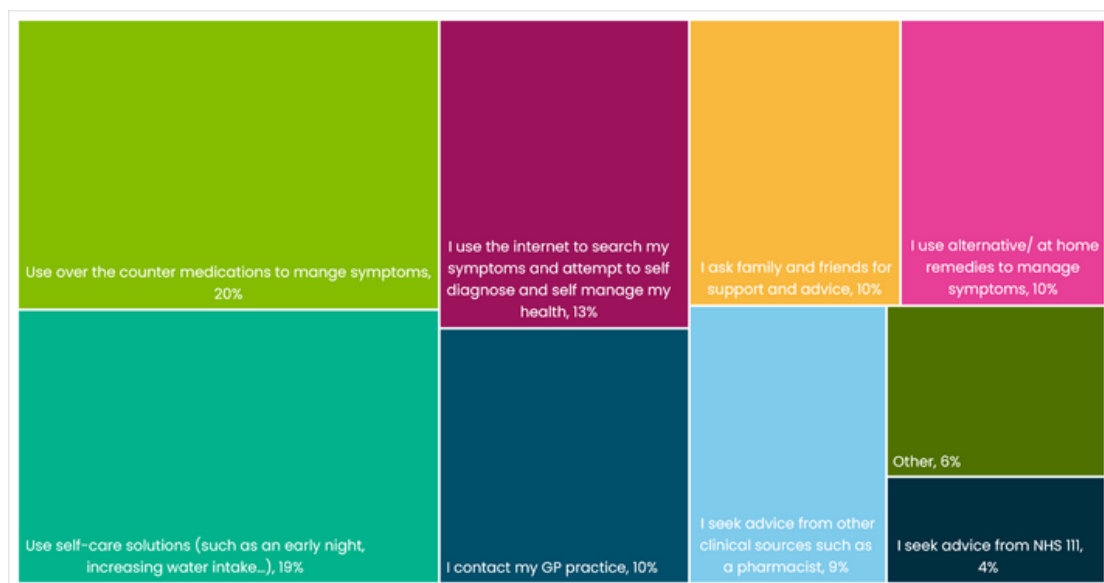 Use over the counter medications to mange symptoms,
20%
Use self-care solutions (such as an early night,
increasing water intake...), 19%
I use the internet to search my
symptoms and attempt to self
diagnose and self manage my
health, 13%
I contact my GP practice, 10%
I ask family and friends for
support and advice, 10%
I use alternative/ at home
remedies to manage
symptoms, 10%
I seek advice from other
clinical sources such as
a pharmacist, 9%
Other, 6%
I seek advice from NHS 111,
4%